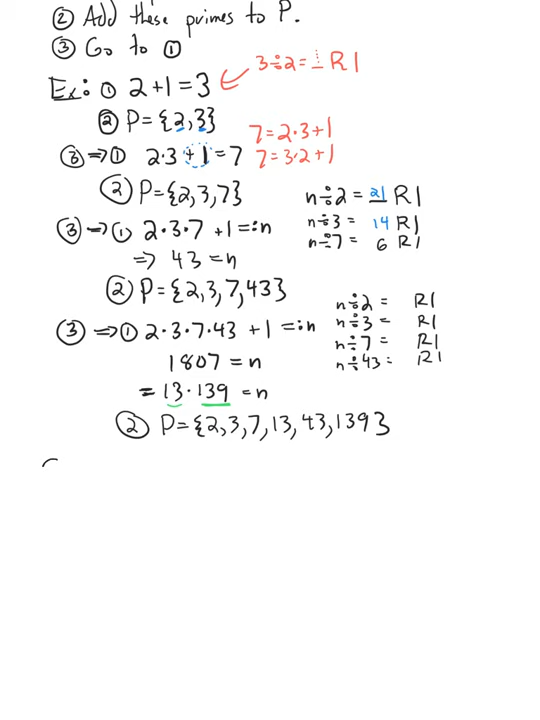 ② Add these primes to P.
③ Go to ①
3÷2 = 1 R1
Ex: ① 2+1=3
② P={2,3}
7=2·3+1
③ ⇒ ① 2·3+1=7
7=3·2+1
② P={2,3,7}
n÷2 = 21 R1
n÷3 = 14 R1
③ → ① 2·3·7 +1=:n
n÷7 = 6 R1
⇒ 43=n
② P={2,3,7,43}
n÷2 = R1
n÷3 = R1
③ ⇒ ① 2·3·7·43 +1=:n
n÷7 = R1
n÷43 = R1
1807 = n
= 13·139 = n
② P={2,3,7,13,43,139}